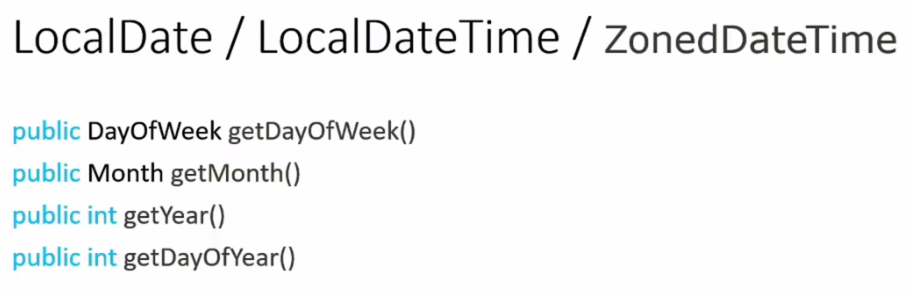 LocalDate / LocalDateTime / ZonedDateTime
public DayOfWeek getDayOfWeek()
public Month getMonth()
public int getYear()
public int getDayOfYear()